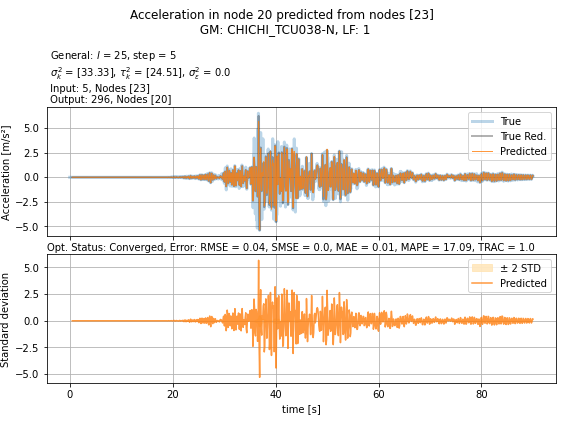 Acceleration in node 20 predicted from nodes [23]
GM: CHICHI_TCU038-N, LF: 1
General: l = 25, step = 5
σ²ₖ = [33.33], τ²ₖ = [24.51], σ²ₑ = 0.0
Input: 5, Nodes [23]
Output: 296, Nodes [20]
Acceleration [m/s²]
5.0
2.5
0.0
−2.5
−5.0
True
True Red.
Predicted
Opt. Status: Converged, Error: RMSE = 0.04, SMSE = 0.0, MAE = 0.01, MAPE = 17.09, TRAC = 1.0
Standard deviation
5.0
2.5
0.0
−2.5
−5.0
± 2 STD
Predicted
0
20
40
60
80
time [s]